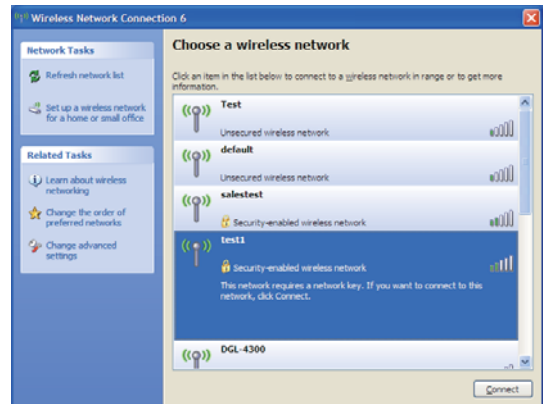 Wireless Network Connection 6
Network Tasks
Refresh network list
Set up a wireless network
for a home or small office
Related Tasks
Learn about wireless
networking
Change the order of
preferred networks
Change advanced
settings
Choose a wireless network
Click an item in the list below to connect to a wireless network in range or to get more
information.
Test
Unsecured wireless network
default
Unsecured wireless network
salestest
Security-enabled wireless network
test1
Security-enabled wireless network
This network requires a network key. If you want to connect to this
network, click Connect.
DGL-4300
Connect